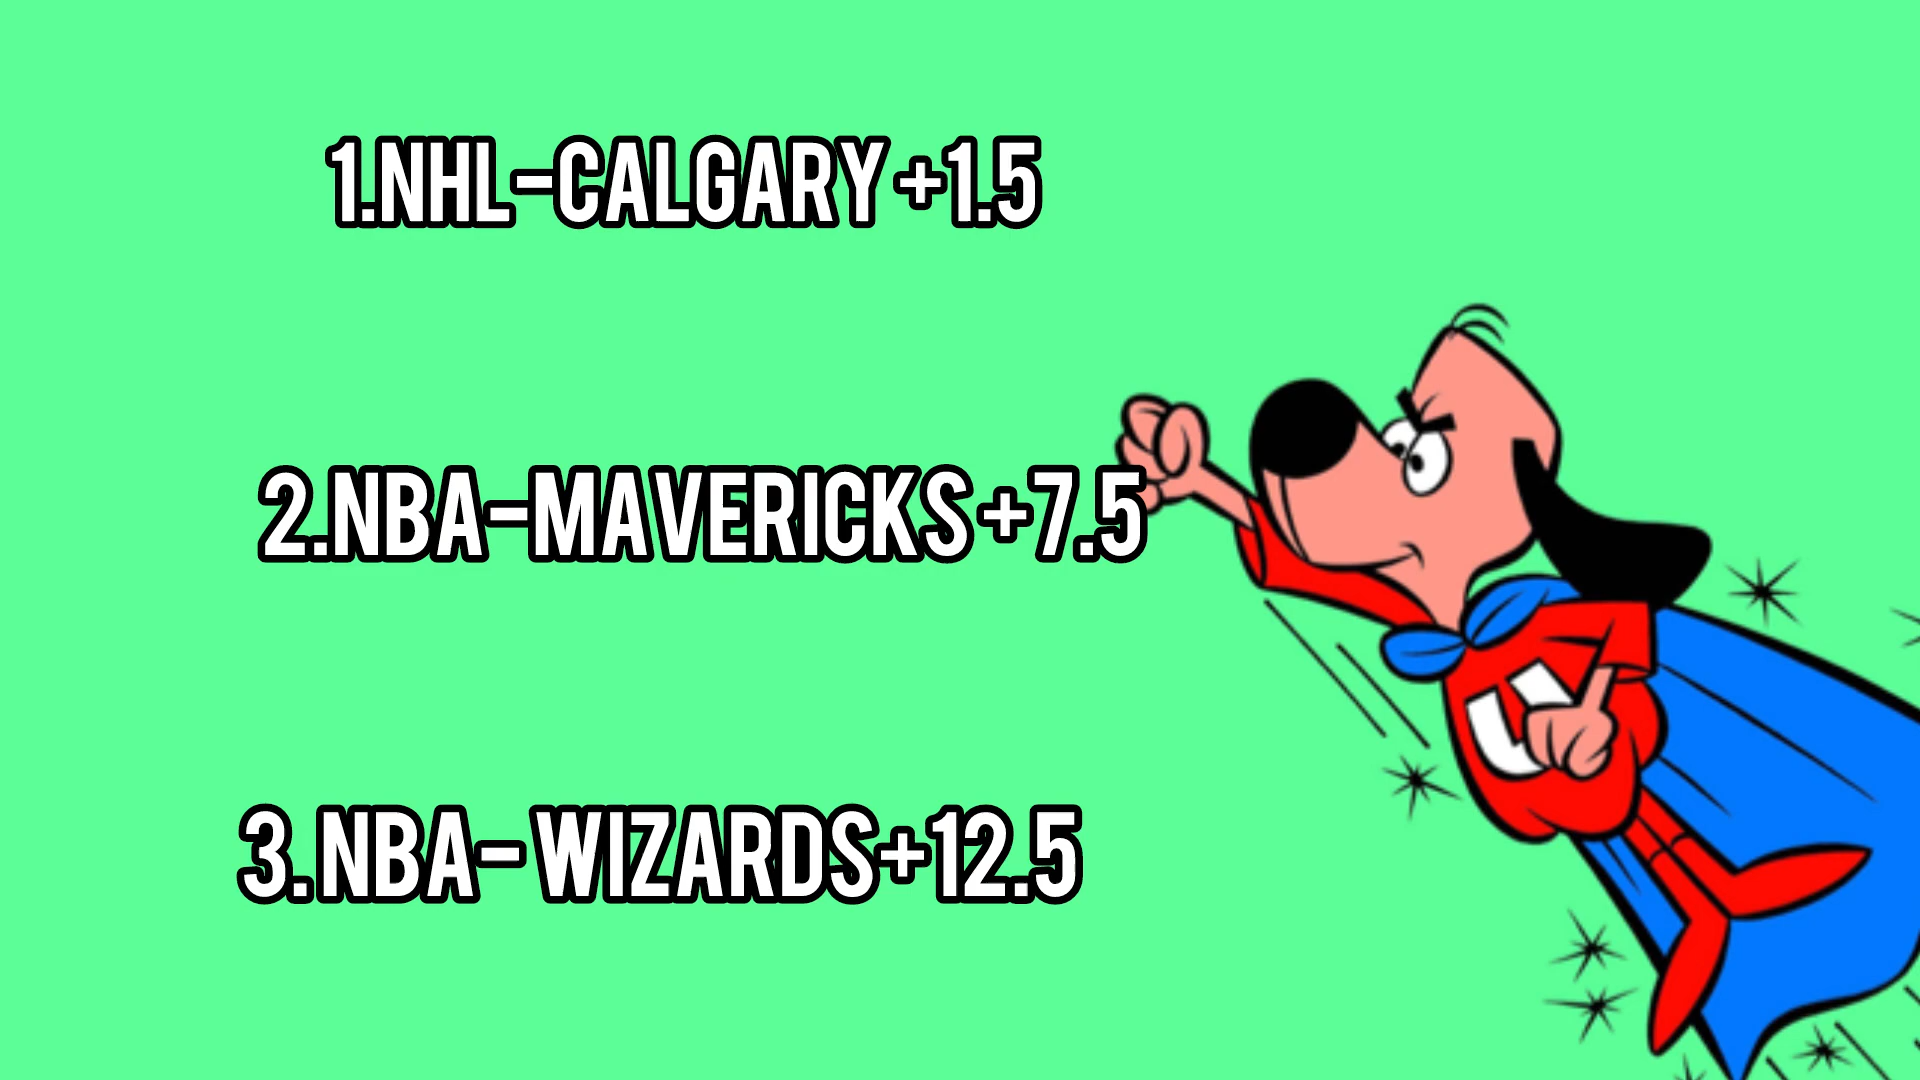 1.NHL-CALGARY +1.5
2.NBA-MAVERICKS +7.5
3. NBA- WIZARDS+12.5
U